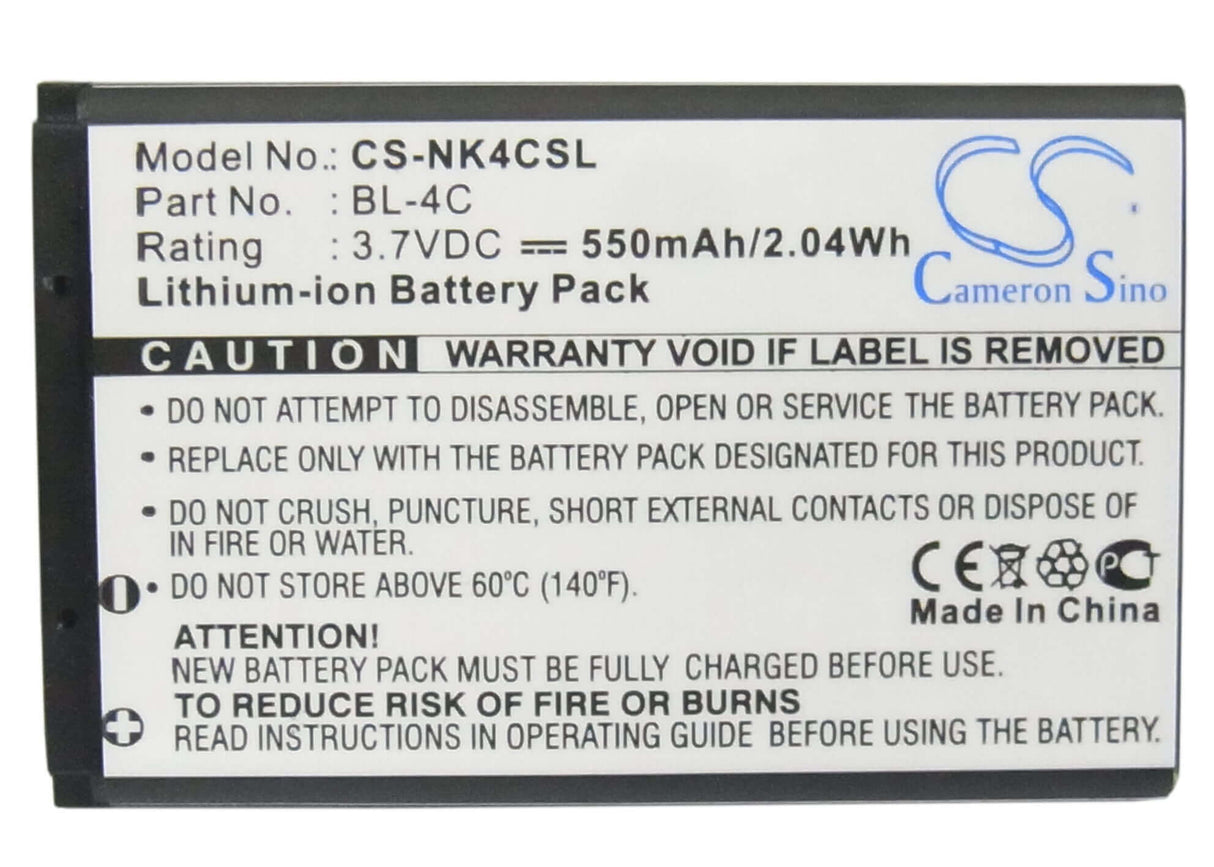 Model No.: CS-NK4CSL
Part No. : BL-4C
Rating : 3.7VDC ⎓ 550mAh/2.04Wh
Lithium-ion Battery Pack
CS
Cameron Sino
CAUTION WARRANTY VOID IF LABEL IS REMOVED
• DO NOT ATTEMPT TO DISASSEMBLE, OPEN OR SERVICE THE BATTERY PACK.
• REPLACE ONLY WITH THE BATTERY PACK DESIGNATED FOR THIS PRODUCT.
• DO NOT CRUSH, PUNCTURE, SHORT EXTERNAL CONTACTS OR DISPOSE OF
IN FIRE OR WATER.
• DO NOT STORE ABOVE 60°C (140°F).
CE PCT
Made In China
ATTENTION!
NEW BATTERY PACK MUST BE FULLY CHARGED BEFORE USE.
TO REDUCE RISK OF FIRE OR BURNS
READ INSTRUCTIONS IN OPERATING GUIDE BEFORE USING THE BATTERY.